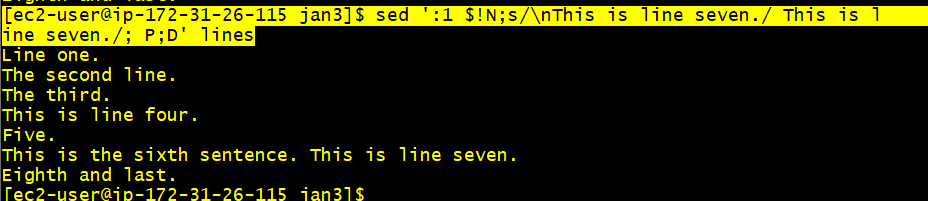 [ec2-user@ip-172-31-26-115 jan3]$ sed ':1 $!N;s/\nThis is line seven./ This is l
ine seven./; P;D' lines
Line one.
The second line.
The third.
This is line four.
Five.
This is the sixth sentence. This is line seven.
Eighth and last.
[ec2-user@ip-172-31-26-115 jan3]$